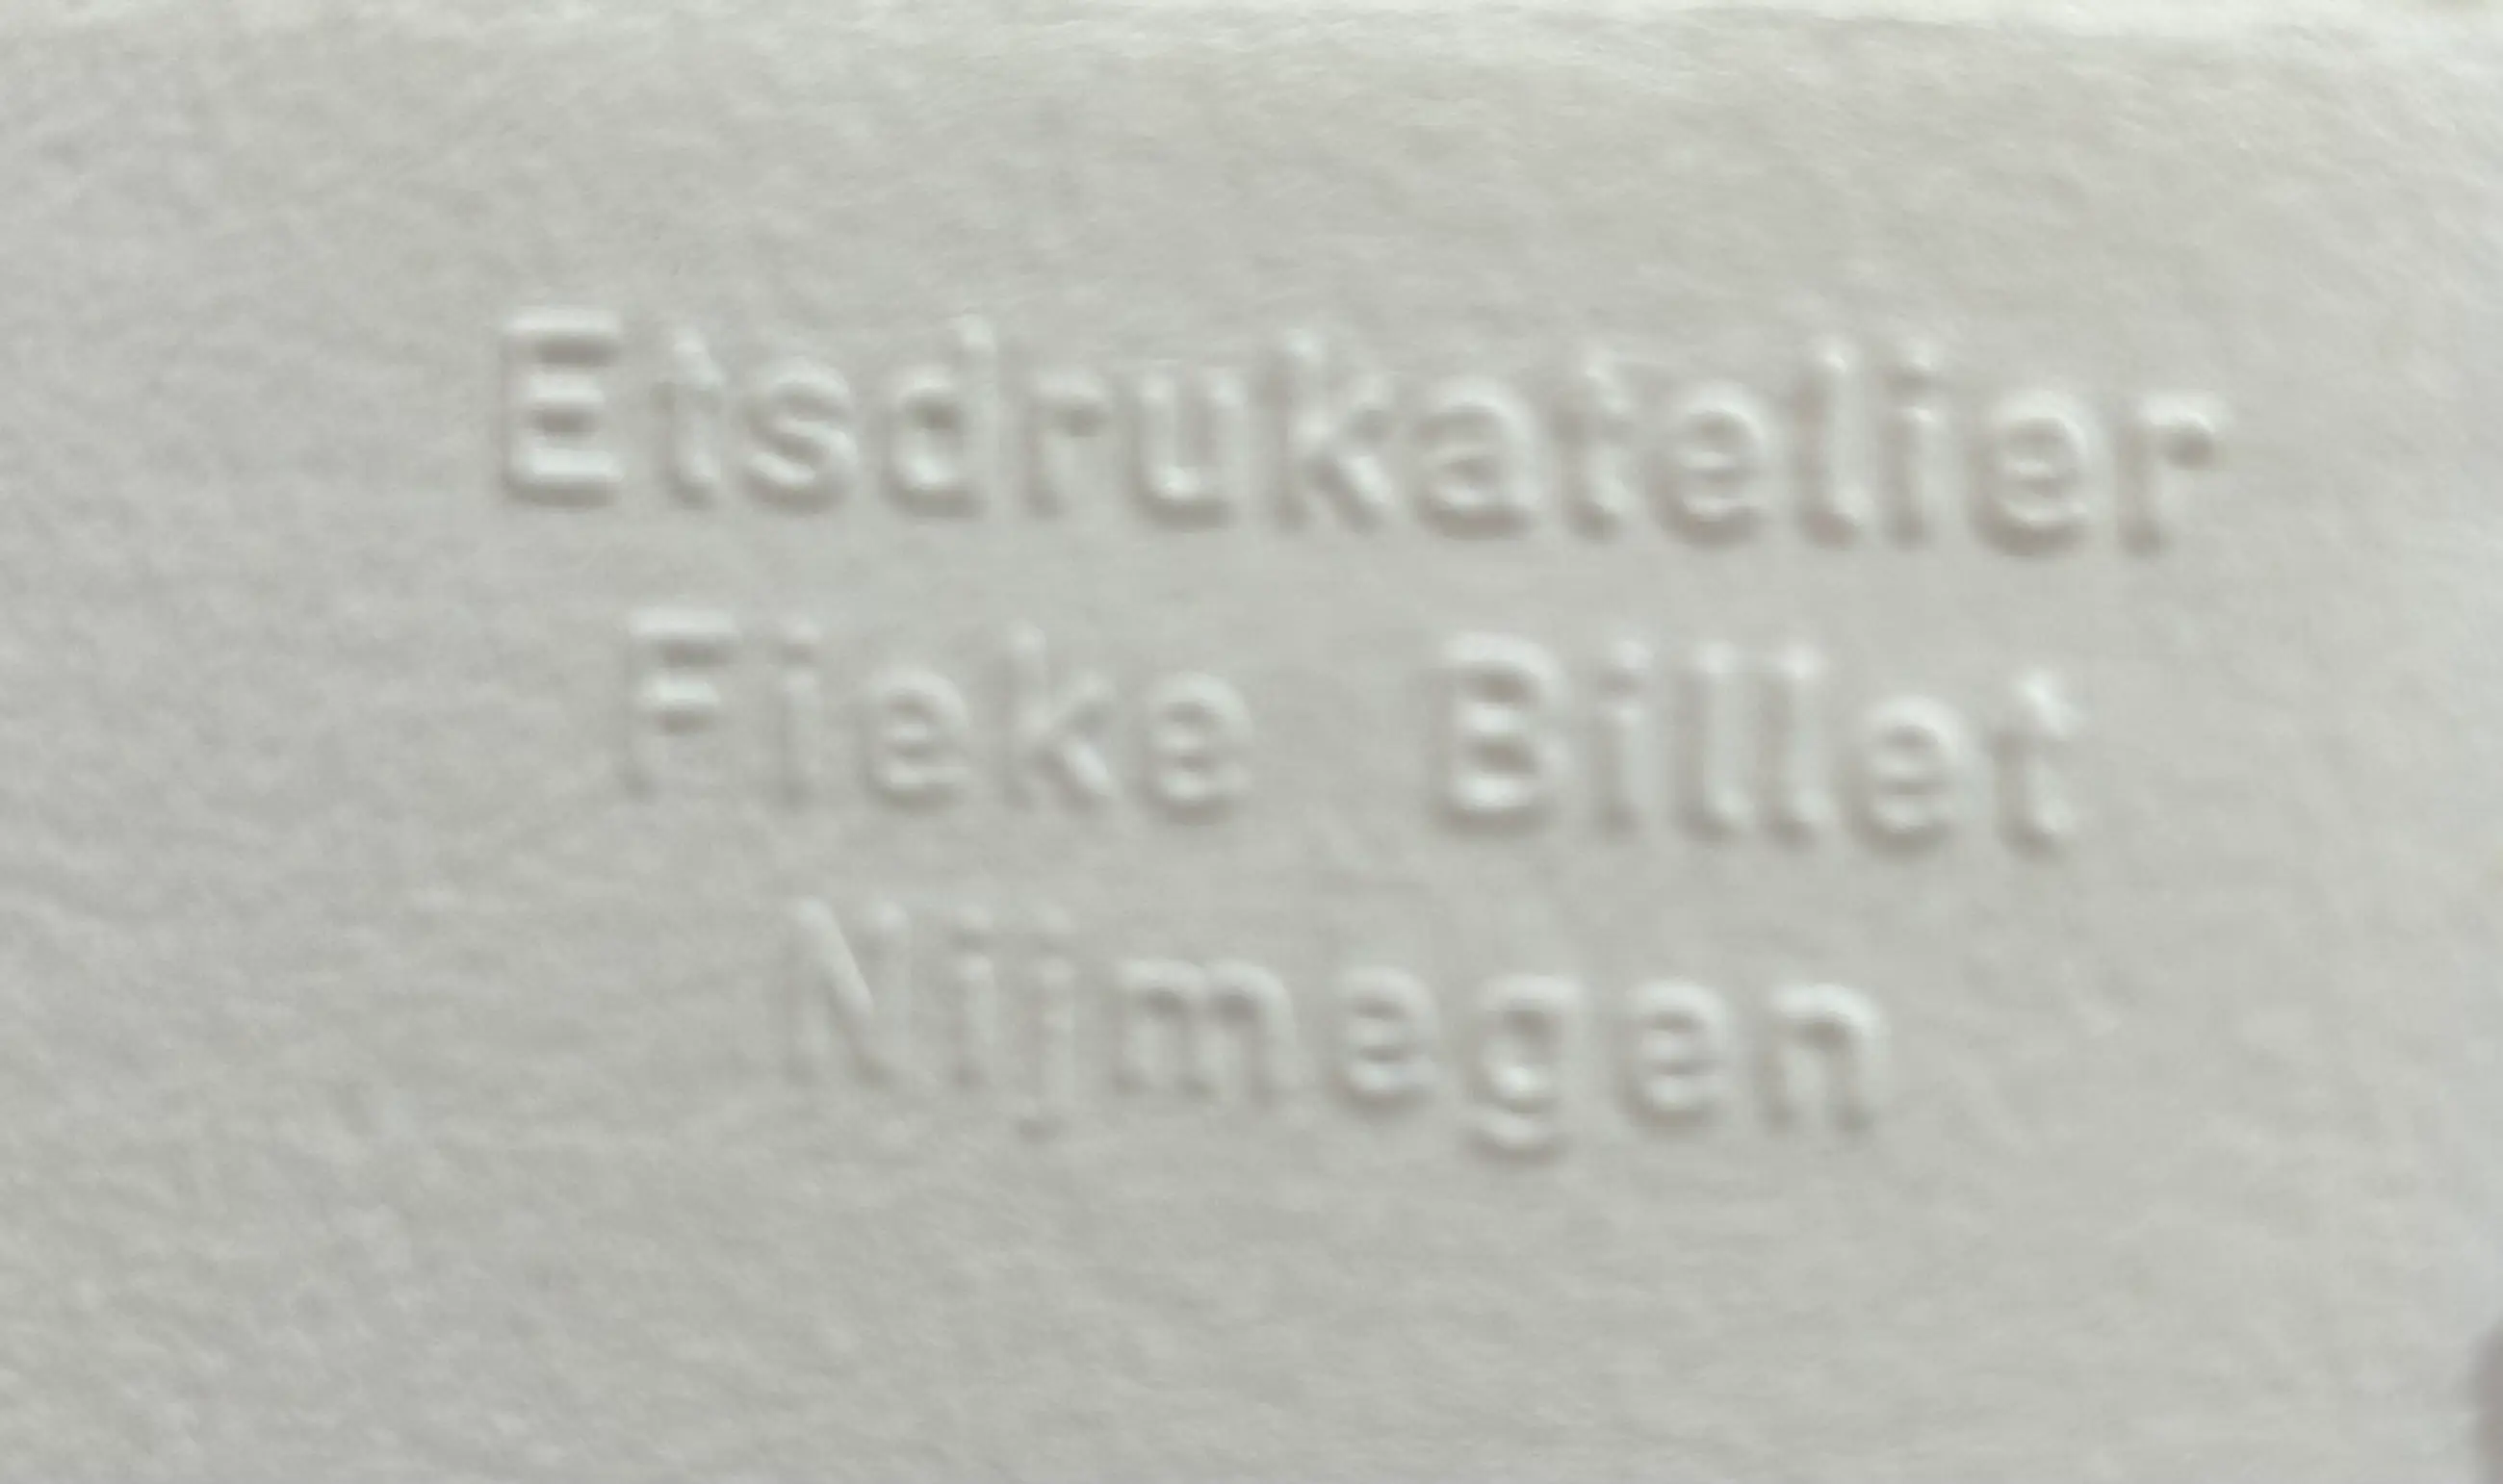 Etsdrukatelier
Fieke Billet
Nijmegen